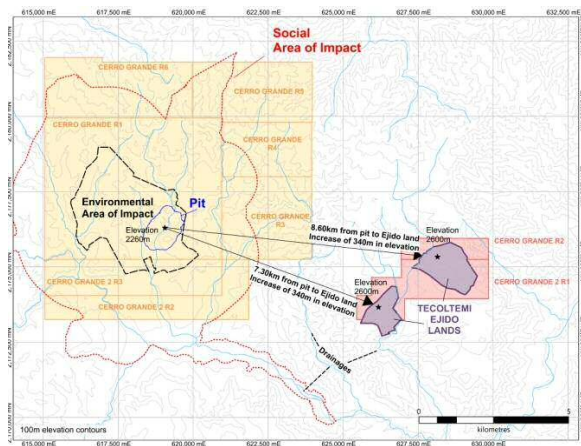 615,000 mE
617,500 mE
620,000 mE
622,500 mE
625,000 mE
627,500 mE
630,000 mE
632,500 mE
Social
Area of Impact
CERRO GRANDE R6
CERRO GRANDE R5
CERRO GRANDE R1
CERRO GRANDE
R4
Environmental
Area of Impact
Pit
Elevation
2260m
CERRO GRANDE
R3
8.60km from pit to Ejido land
Increase of 340m in elevation
Elevation
2600m
CERRO GRANDE R2
7.30km from pit to Ejido land
Increase of 340m in elevation
Elevation
2600m
CERRO GRANDE 2 R3
CERRO GRANDE 2 R1
CERRO GRANDE 2 R2
TECOLTEMI
EJIDO
LANDS
Drainages
100m elevation contours
0
5
kilometres
615,000 mE
617,500 mE
620,000 mE
622,500 mE
625,000 mE
627,500 mE
630,000 mE